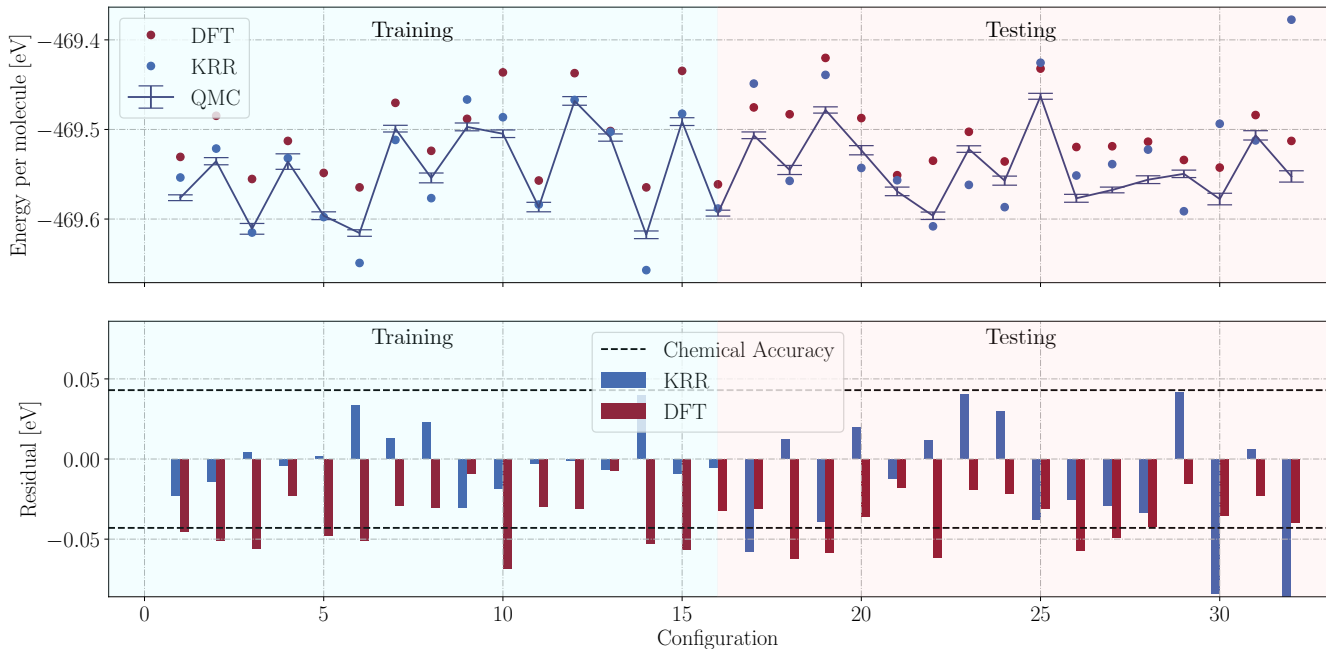 Training
Testing
DFT
KRR
QMC
Energy per molecule [eV]
−469.4
−469.5
−469.6
Training
Testing
Chemical Accuracy
KRR
DFT
Residual [eV]
0.05
0.00
−0.05
0 5 10 15 20 25 30
Configuration